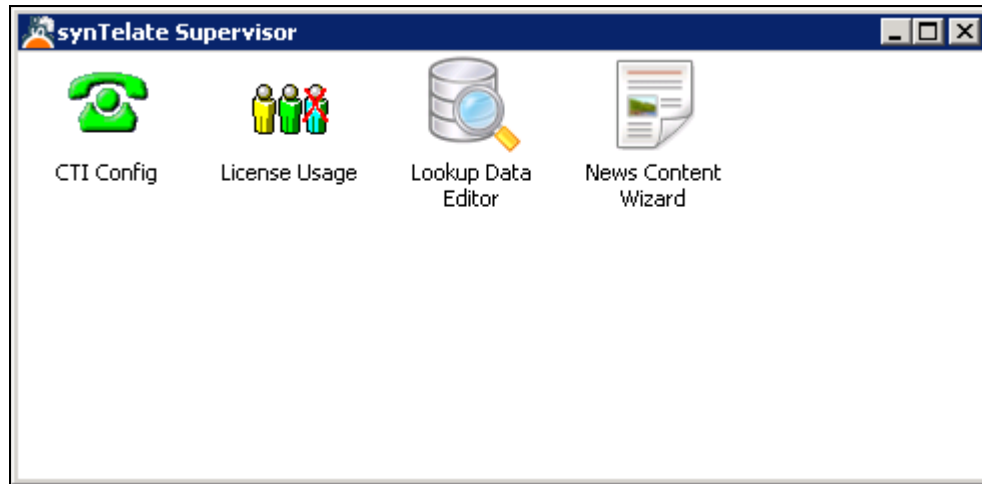 synTelate Supervisor
CTI Config
License Usage
Lookup Data
Editor
News Content
Wizard